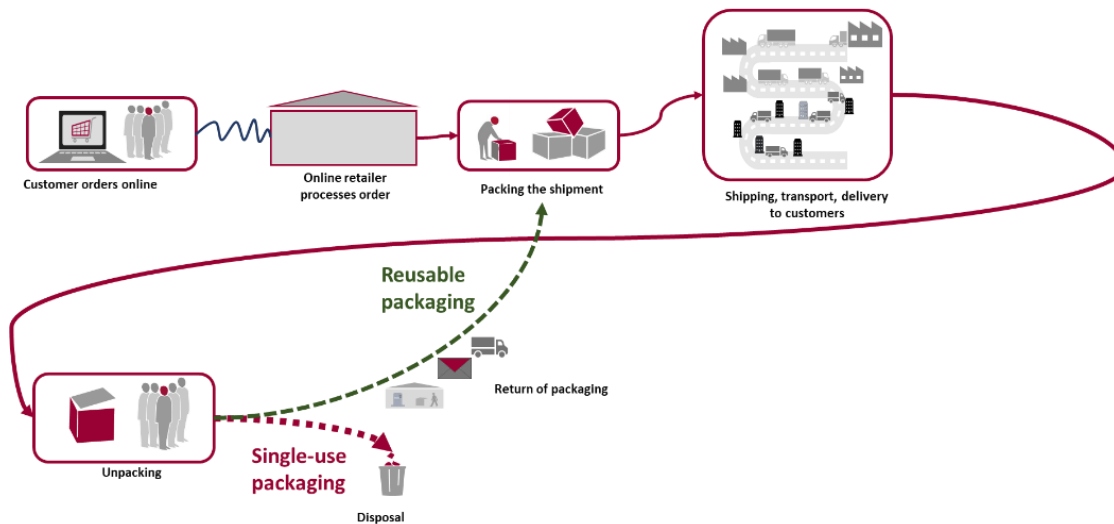 Customer orders online
Online retailer
processes order
Packing the shipment
Shipping, transport, delivery
to customers
Reusable
packaging
Return of packaging
Unpacking
Single-use
packaging
Disposal